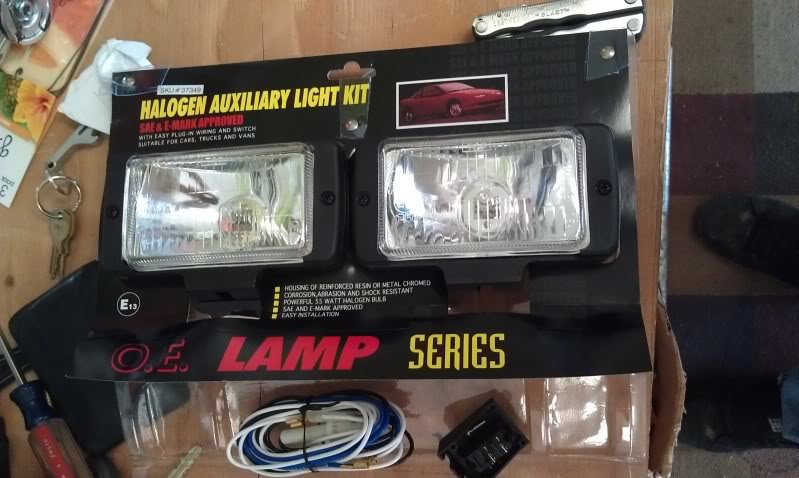 SKU # 37349
HALOGEN AUXILIARY LIGHT KIT
SAE & E-MARK APPROVED
WITH EASY PLUG-IN WIRING AND SWITCH
SUITABLE FOR CARS, TRUCKS AND VANS
HOUSING OF REINFORCED RESIN OR METAL CHROMED
CORROSION,ABRASION AND SHOCK RESISTANT
POWERFUL 55 WATT HALOGEN BULB
SAE AND E-MARK APPROVED
EASY INSTALLATION
E13
O.E. LAMP SERIES